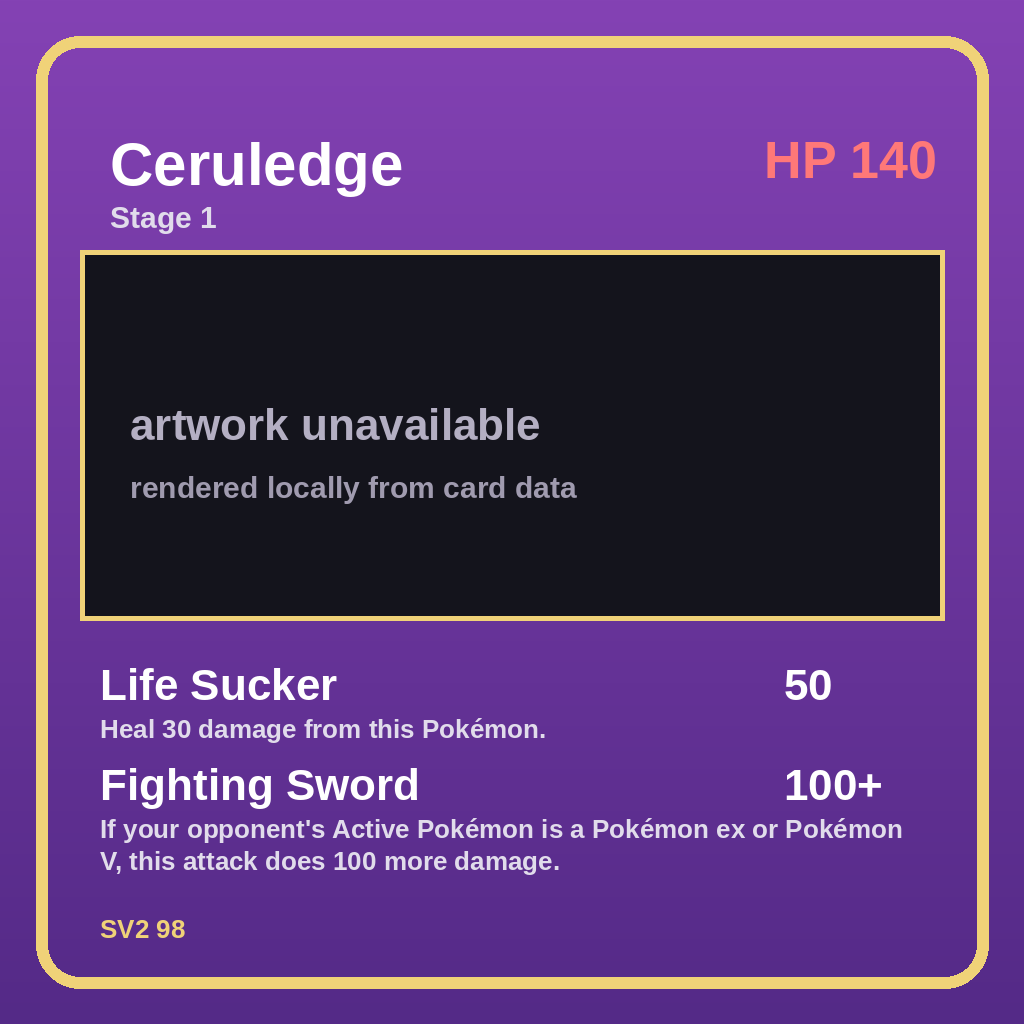 Ceruledge
HP 140
Stage 1
artwork unavailable
rendered locally from card data
Life Sucker
50
Heal 30 damage from this Pokémon.
Fighting Sword
100+
If your opponent's Active Pokémon is a Pokémon ex or Pokémon
V, this attack does 100 more damage.
SV2 98